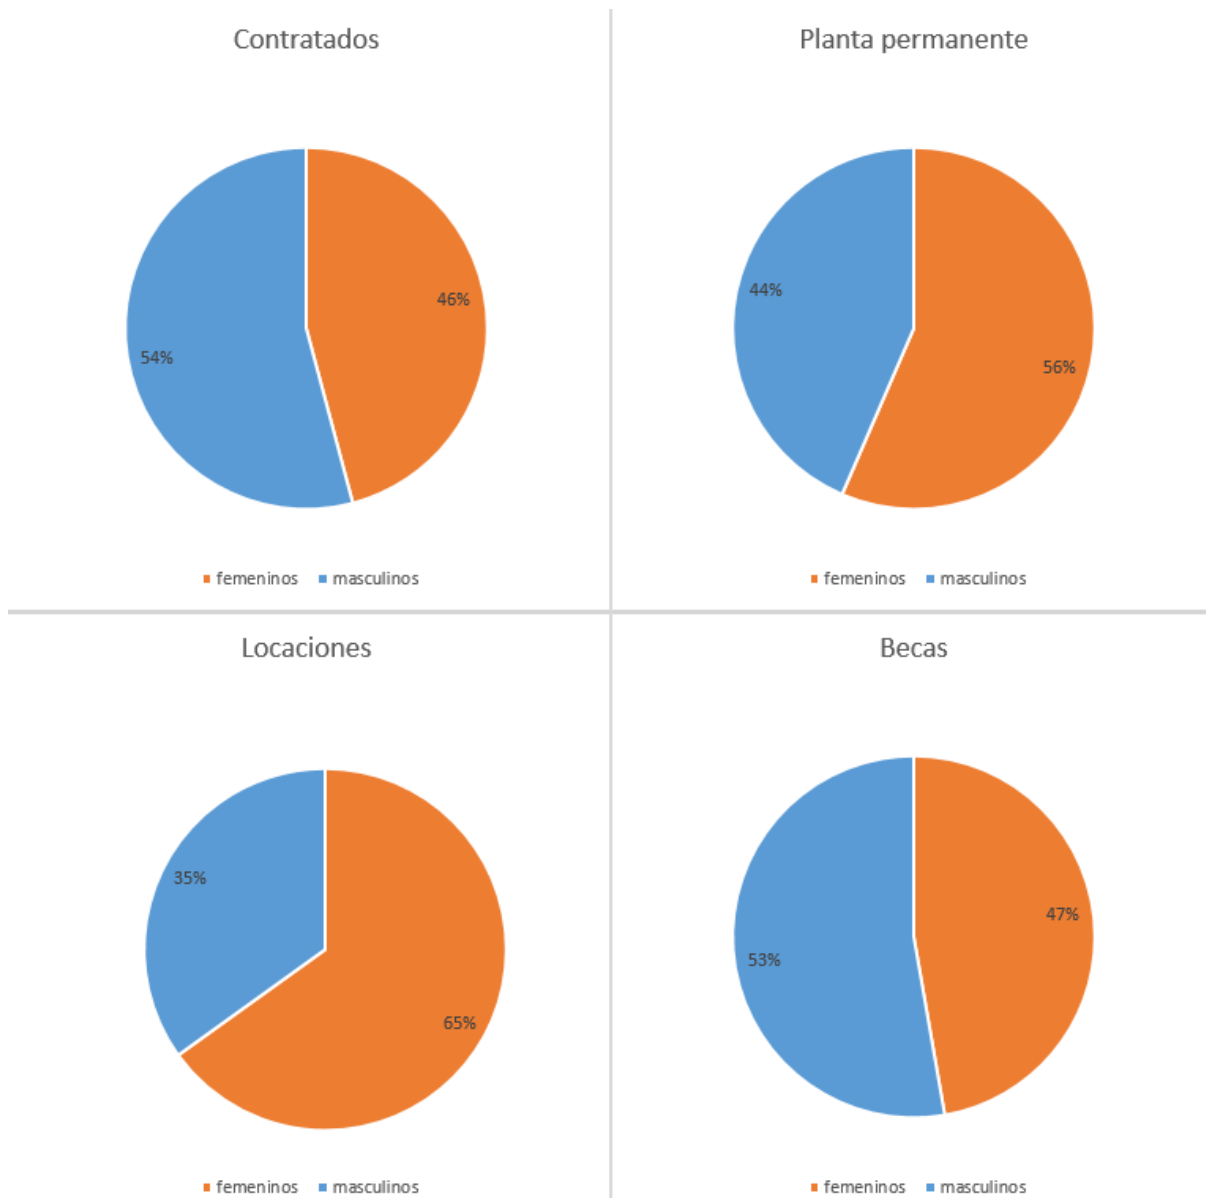 Contratados
46%
54%
femeninos masculinos
Planta permanente
44%
56%
femeninos masculinos
Locaciones
35%
65%
femeninos masculinos
Becas
47%
53%
femeninos masculinos